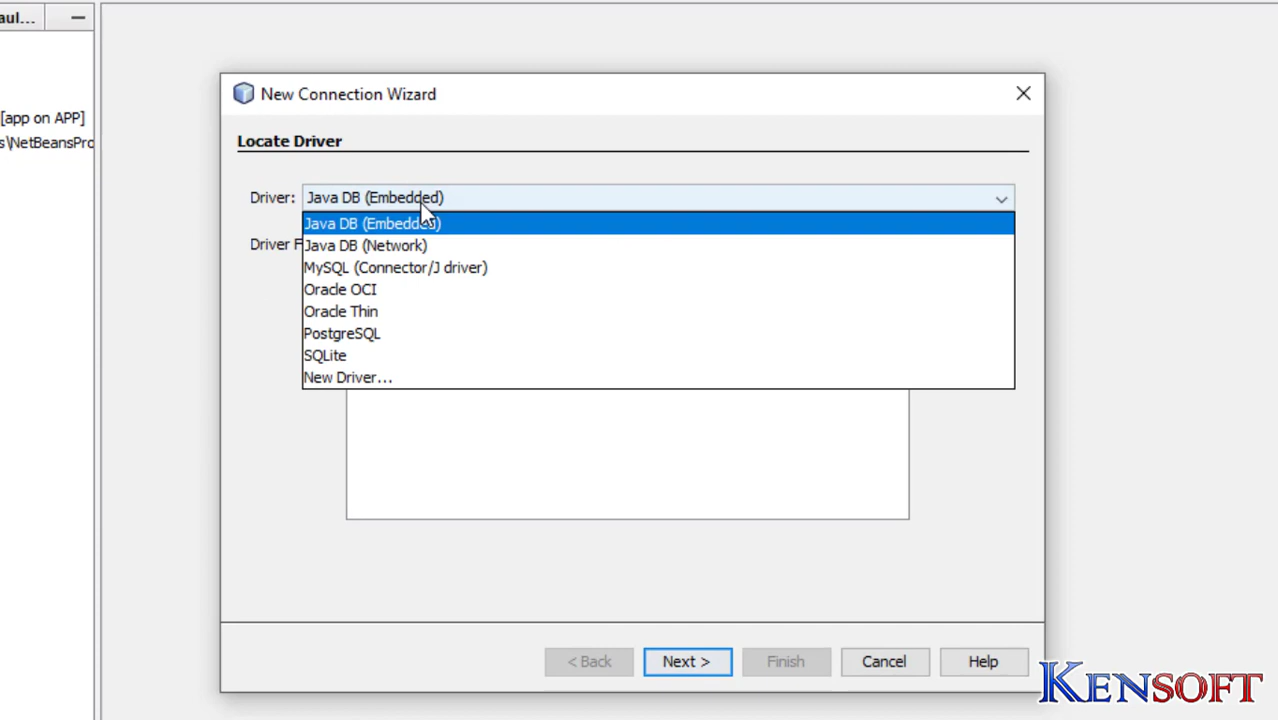 aul...
[app on APP]
s\NetBeansPro
New Connection Wizard
Locate Driver
Driver: Java DB (Embedded)
Java DB (Embedded)
Driver F
Java DB (Network)
MySQL (Connector/J driver)
Oracle OCI
Oracle Thin
PostgreSQL
SQLite
New Driver...
< Back Next > Finish Cancel Help
KENSOFT